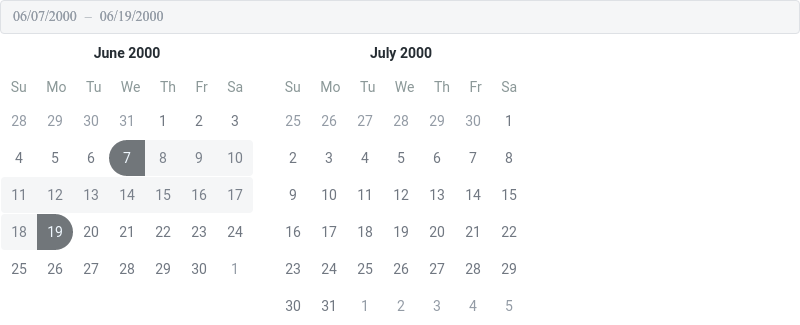 06/07/2000 – 06/19/2000
June 2000
Su Mo Tu We Th Fr Sa
28 29 30 31 1 2 3
4 5 6 7 8 9 10
11 12 13 14 15 16 17
18 19 20 21 22 23 24
25 26 27 28 29 30 1
July 2000
Su Mo Tu We Th Fr Sa
25 26 27 28 29 30 1
2 3 4 5 6 7 8
9 10 11 12 13 14 15
16 17 18 19 20 21 22
23 24 25 26 27 28 29
30 31 1 2 3 4 5